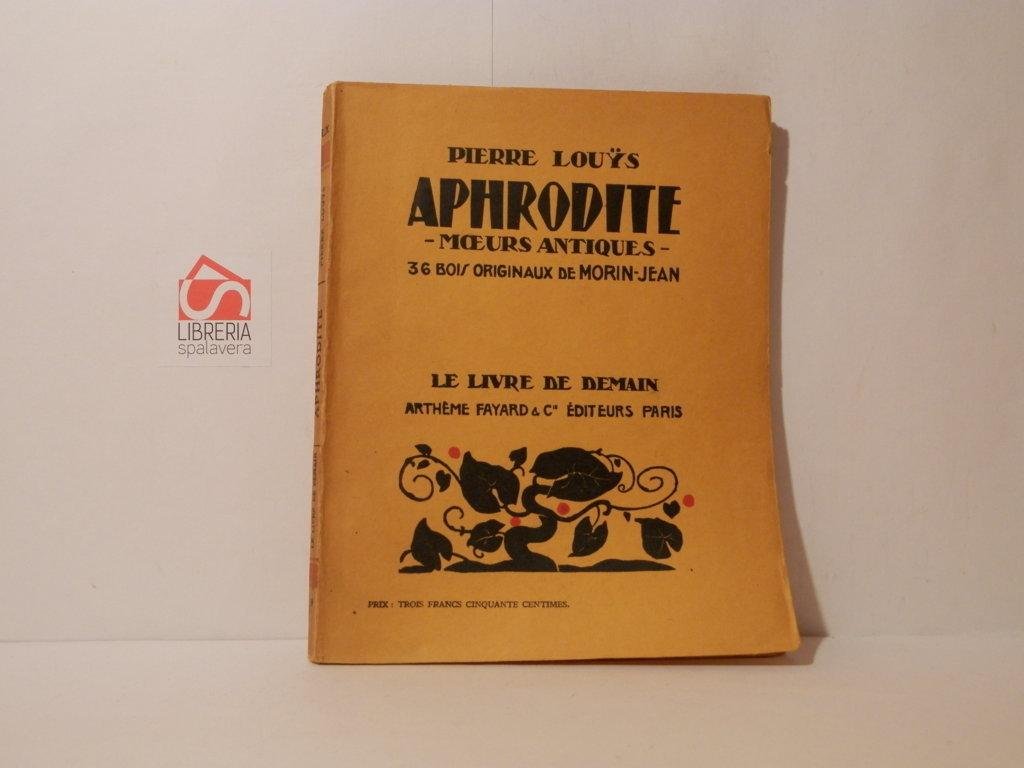 PIERRE LOUŸS
APHRODITE
- MŒURS ANTIQUES -
36 BOIS ORIGINAUX DE MORIN-JEAN
LE LIVRE DE DEMAIN
ARTHÈME FAYARD & Cie ÉDITEURS PARIS
PRIX : TROIS FRANCS CINQUANTE CENTIMES.
APHRODITE
LIBRERIA
spalavera